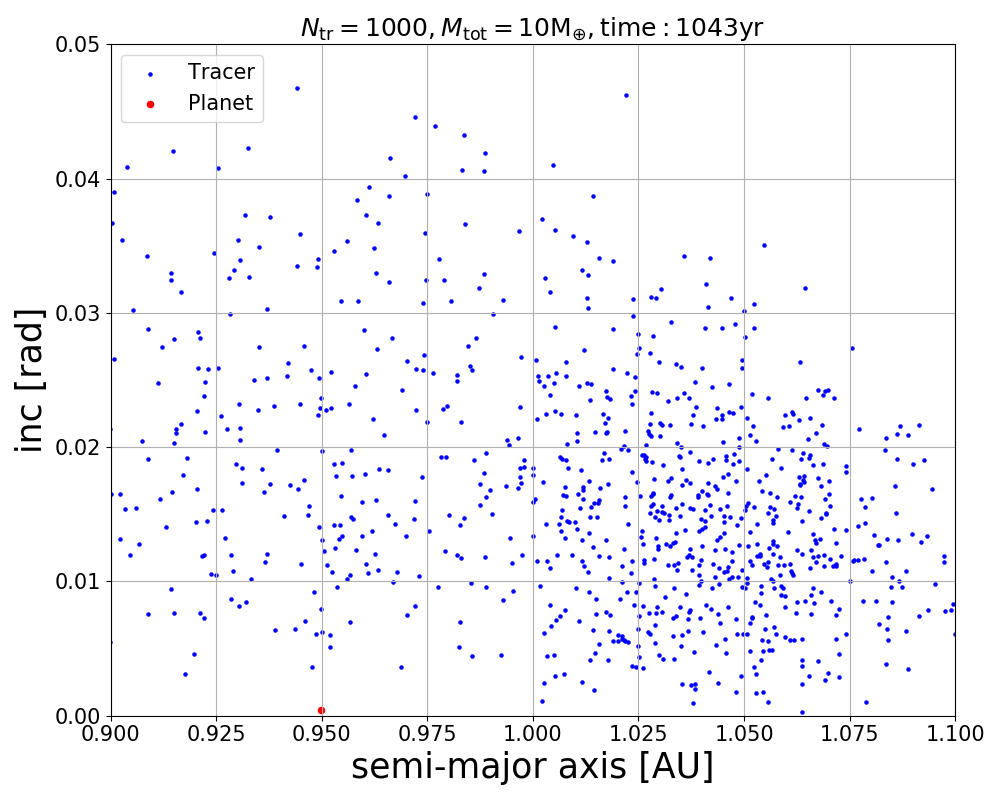 N_tr = 1000, M_tot = 10M_⊕, time : 1043yr
Tracer
Planet
inc [rad]
0.05
0.04
0.03
0.02
0.01
0.00
0.900 0.925 0.950 0.975 1.000 1.025 1.050 1.075 1.100
semi-major axis [AU]